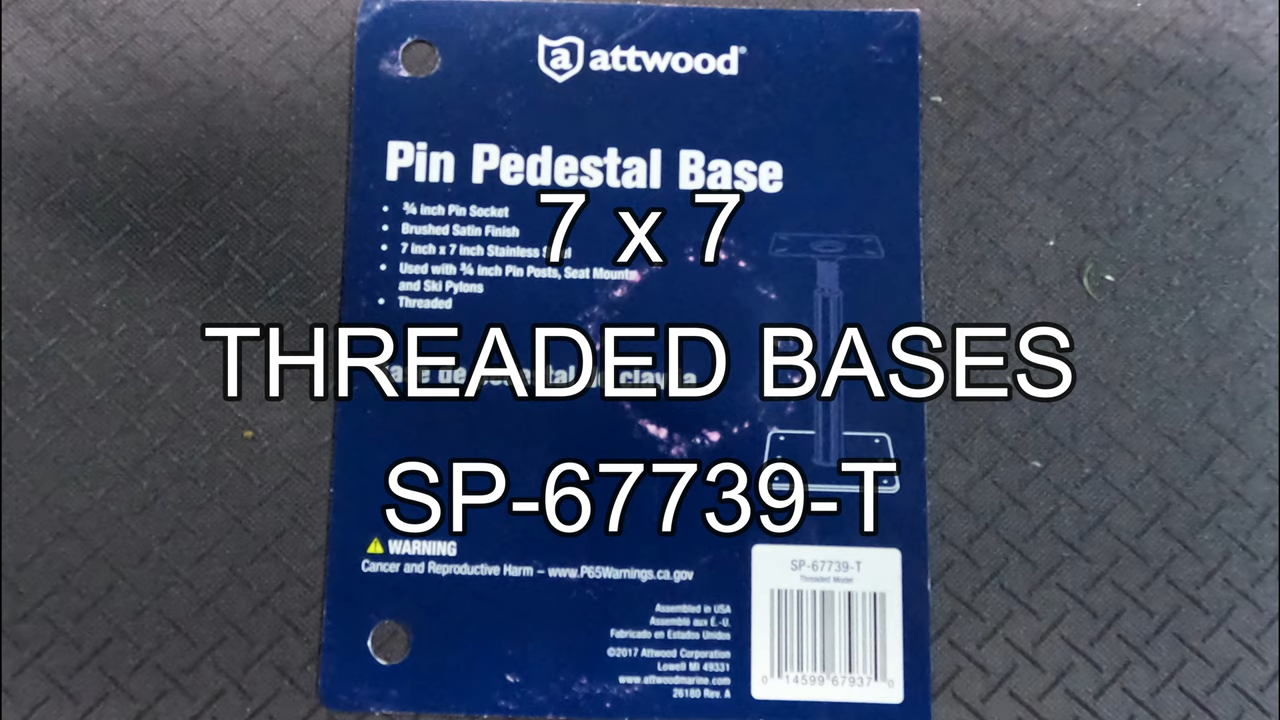 a attwood®
Pin Pedestal Base
• ¾ inch Pin Socket
• Brushed Satin Finish
• 7 inch x 7 inch Stainless
• Used with ¾ inch Pin Posts, Seat Mounts
and Ski Pylons
• Threaded
7 x 7
THREADED BASES
SP-67739-T
WARNING
Cancer and Reproductive Harm – www.P65Warnings.ca.gov
SP-67739-T
Threaded Model
Assembled in USA
Assemblé aux É.-U.
Fabricado en Estados Unidos
©2017 Attwood Corporation
Lowell MI 49331
www.attwoodmarine.com
26180 Rev. A
0 14599 67937 0